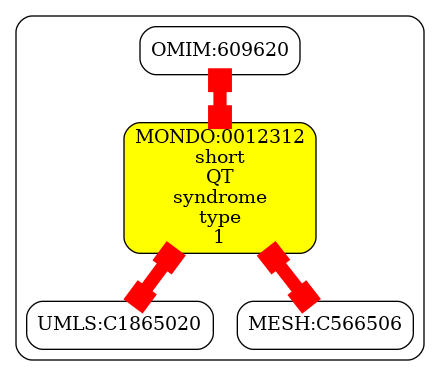 OMIM:609620
MONDO:0012312
short
QT
syndrome
type
1
UMLS:C1865020
MESH:C566506